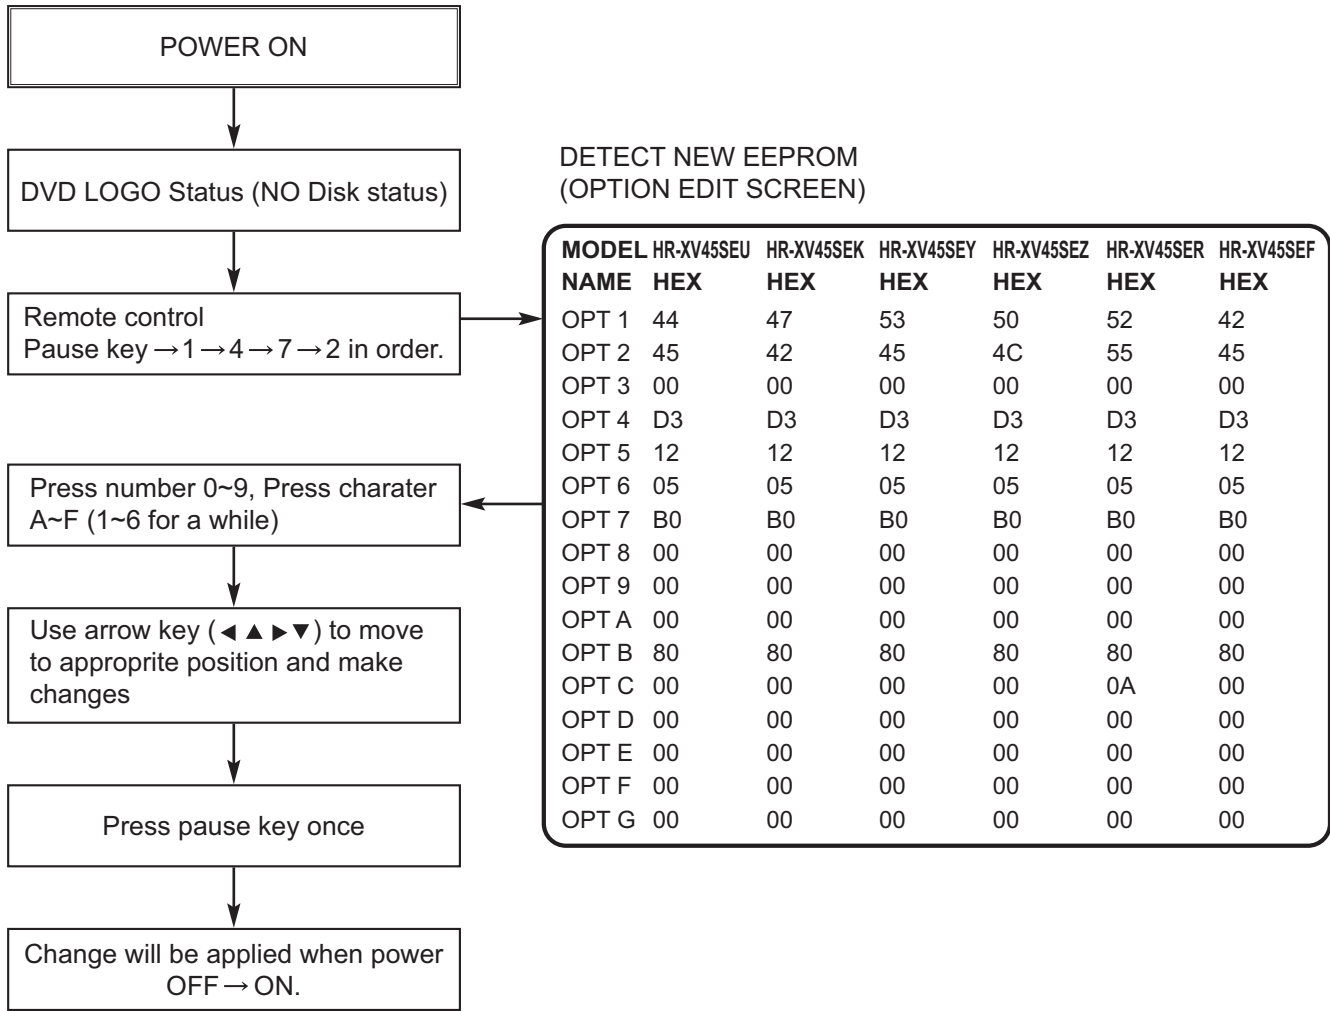 POWER ON
DVD LOGO Status (NO Disk status)
Remote control
Pause key →1→4→7→2 in order.
DETECT NEW EEPROM
(OPTION EDIT SCREEN)
MODEL HR-XV45SEU HR-XV45SEK HR-XV45SEY HR-XV45SEZ HR-XV45SER HR-XV45SEF
NAME HEX HEX HEX HEX HEX HEX
OPT 1 44 47 53 50 52 42
OPT 2 45 42 45 4C 55 45
OPT 3 00 00 00 00 00 00
OPT 4 D3 D3 D3 D3 D3 D3
OPT 5 12 12 12 12 12 12
OPT 6 05 05 05 05 05 05
OPT 7 B0 B0 B0 B0 B0 B0
OPT 8 00 00 00 00 00 00
OPT 9 00 00 00 00 00 00
OPT A 00 00 00 00 00 00
OPT B 80 80 80 80 80 80
OPT C 00 00 00 00 0A 00
OPT D 00 00 00 00 00 00
OPT E 00 00 00 00 00 00
OPT F 00 00 00 00 00 00
OPT G 00 00 00 00 00 00
Press number 0~9, Press charater
A~F (1~6 for a while)
Use arrow key (◀ ▲ ▶ ▼) to move
to approprite position and make
changes
Press pause key once
Change will be applied when power
OFF→ON.